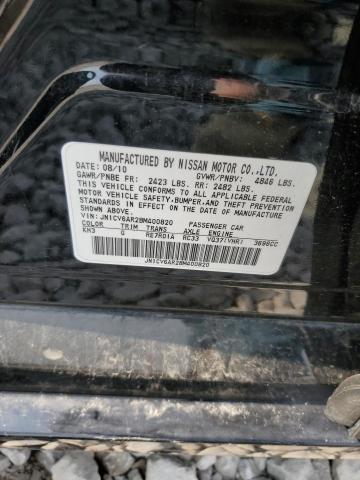 MANUFACTURED BY NISSAN MOTOR CO.,LTD.
DATE: 08/10 GVWR/PNBV: 4846 LBS.
GAWR/PNBE FR: 2423 LBS. RR: 2482 LBS.
THIS VEHICLE CONFORMS TO ALL APPLICABLE FEDERAL
MOTOR VEHICLE SAFETY,BUMPER,AND THEFT PREVENTION
STANDARDS IN EFFECT ON THE DATE OF MANUFACTURE
SHOWN ABOVE.
VIN: JN1CV6AR2BM400820 PASSENGER CAR
COLOR TRIM TRANS AXLE ENGINE
KH3 G RE7R01A RC33 VQ37(VHR) 3696CC
JN1CV6AR2BM400820